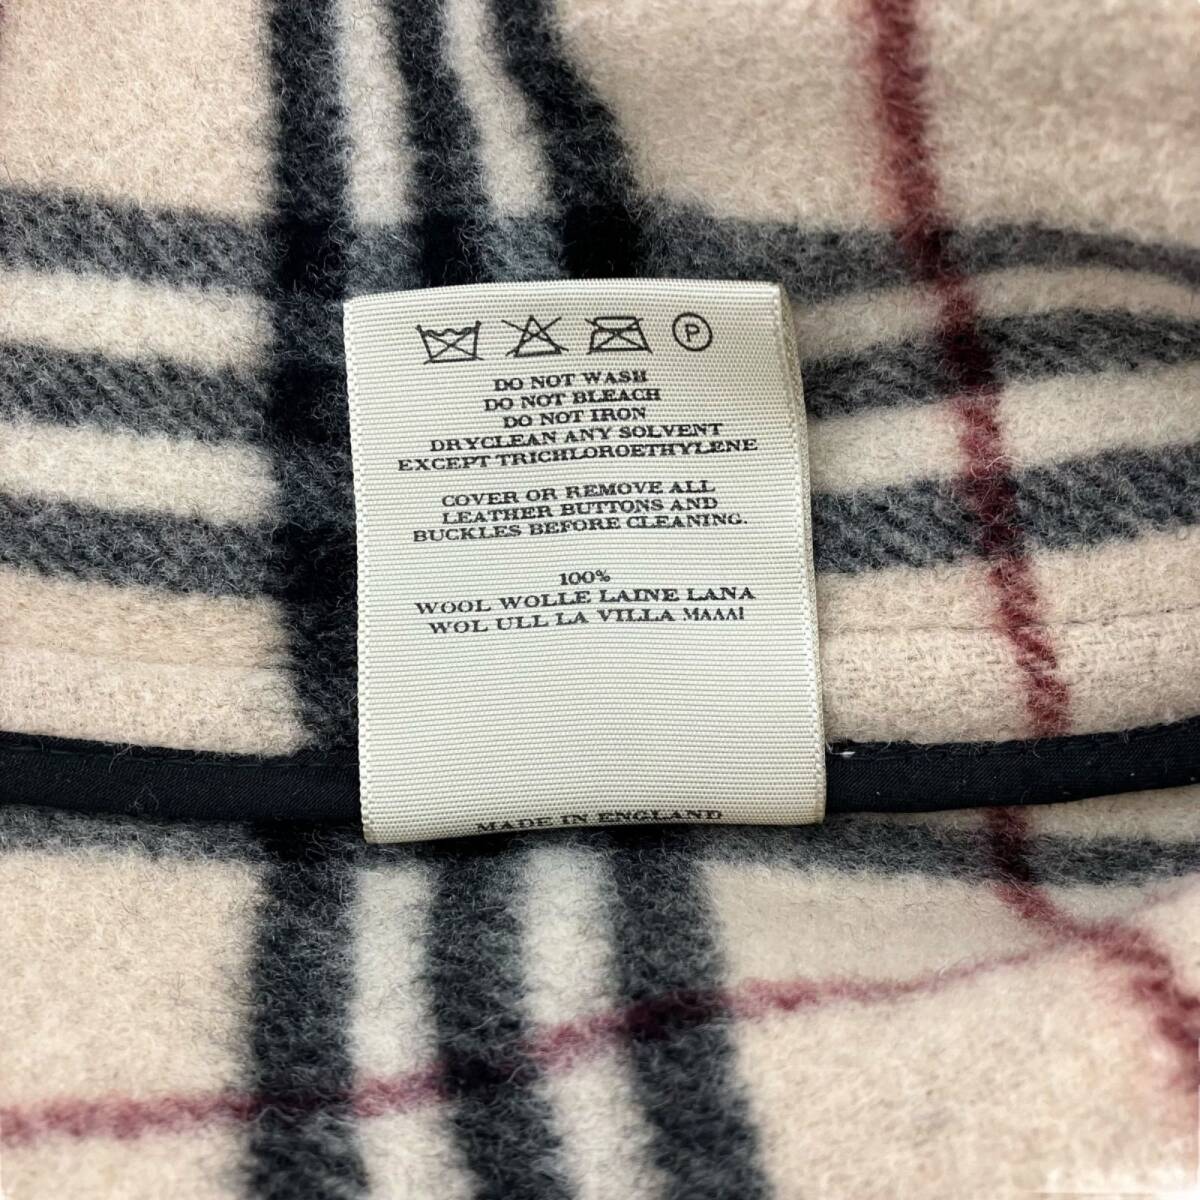 P
DO NOT WASH
DO NOT BLEACH
DO NOT IRON
DRYCLEAN ANY SOLVENT
EXCEPT TRICHLOROETHYLENE
COVER OR REMOVE ALL
LEATHER BUTTONS AND
BUCKLES BEFORE CLEANING.
100%
WOOL WOLLE LAINE LANA
WOL ULL LA VILLA MAAAI
MADE IN ENGLAND